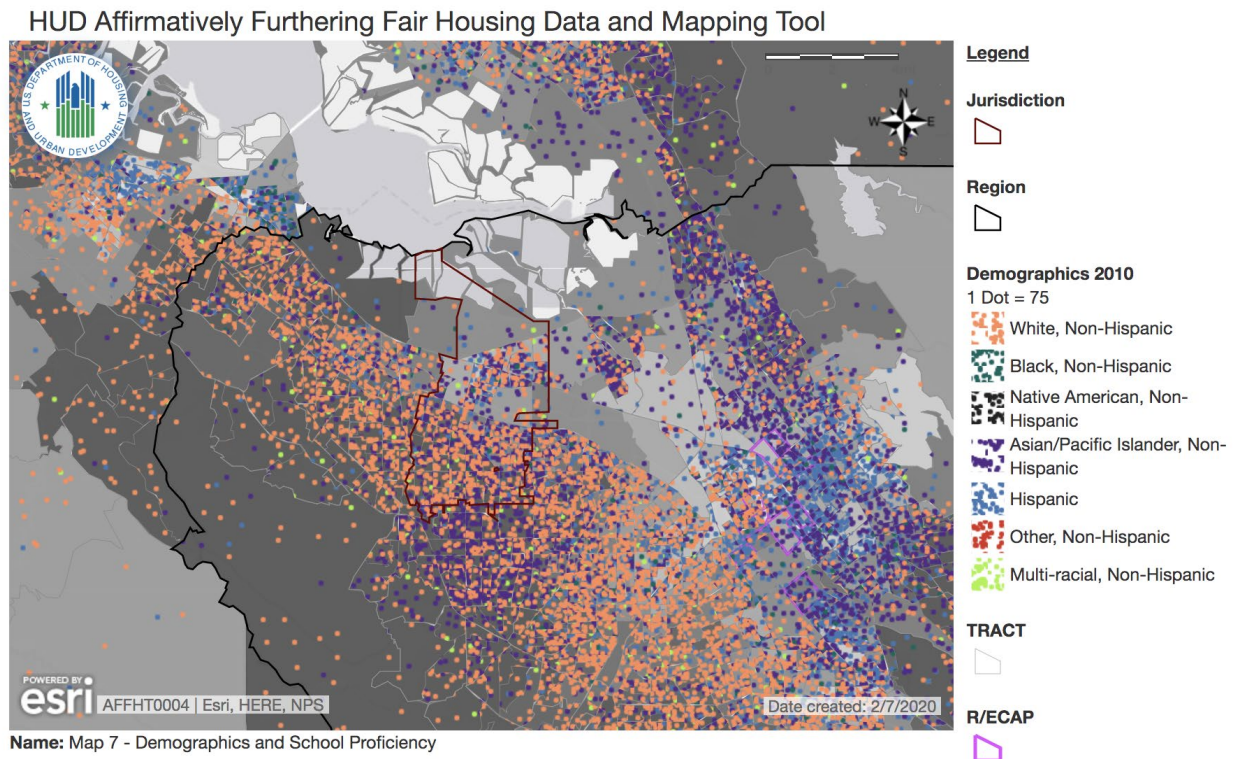 HUD Affirmatively Furthering Fair Housing Data and Mapping Tool
U.S. DEPARTMENT OF HOUSING
AND URBAN DEVELOPMENT
N
W E
S
POWERED BY
esri
AFFHT0004 | Esri, HERE, NPS
Date created: 2/7/2020
Name: Map 7 - Demographics and School Proficiency
Legend
Jurisdiction
Region
Demographics 2010
1 Dot = 75
White, Non-Hispanic
Black, Non-Hispanic
Native American, Non-
Hispanic
Asian/Pacific Islander, Non-
Hispanic
Hispanic
Other, Non-Hispanic
Multi-racial, Non-Hispanic
TRACT
R/ECAP